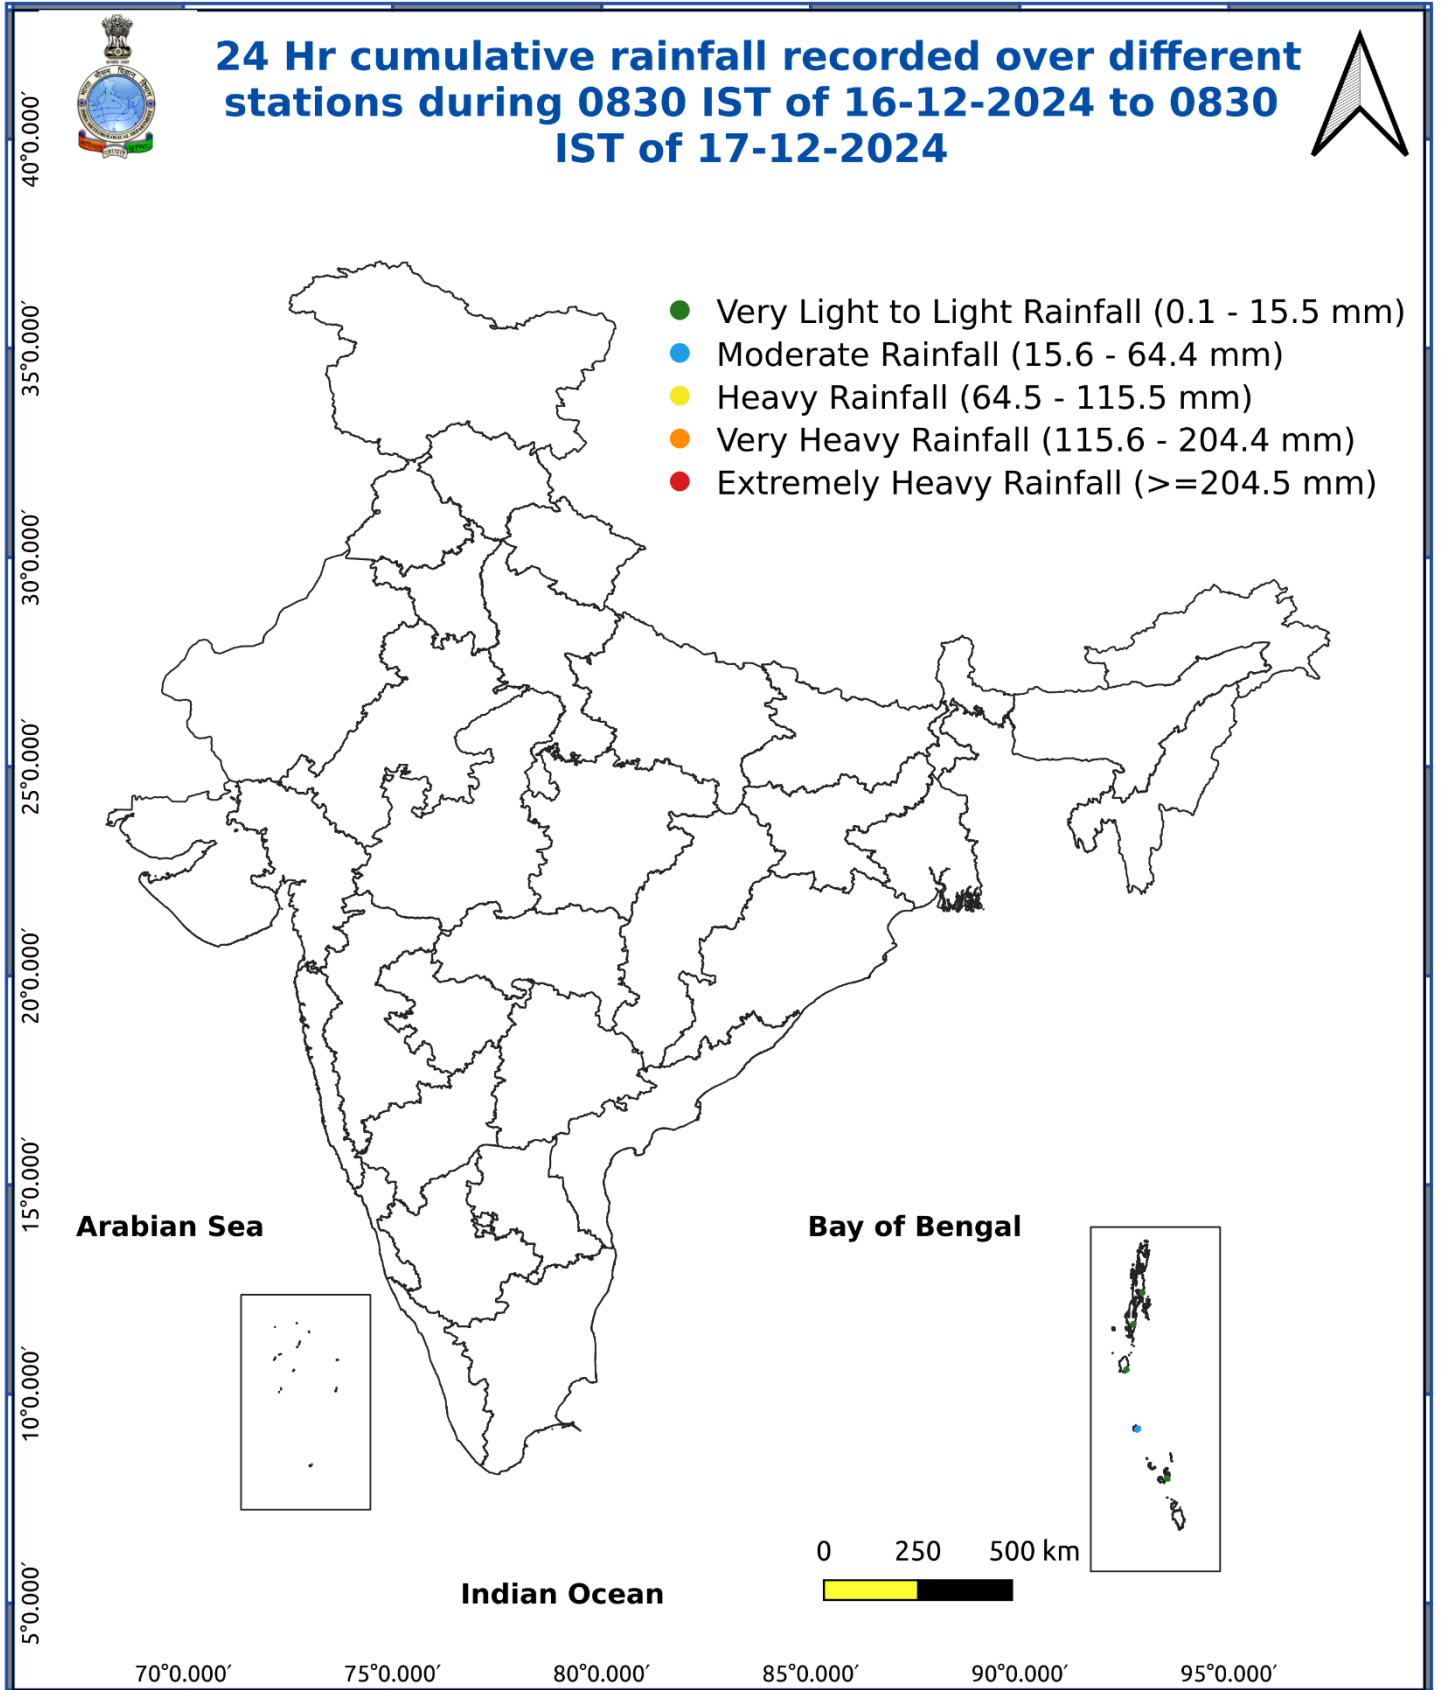 24 Hr cumulative rainfall recorded over different
stations during 0830 IST of 16-12-2024 to 0830
IST of 17-12-2024
Very Light to Light Rainfall (0.1 - 15.5 mm)
Moderate Rainfall (15.6 - 64.4 mm)
Heavy Rainfall (64.5 - 115.5 mm)
Very Heavy Rainfall (115.6 - 204.4 mm)
Extremely Heavy Rainfall (>=204.5 mm)
40°0.000′
35°0.000′
30°0.000′
25°0.000′
20°0.000′
15°0.000′
10°0.000′
5°0.000′
Arabian Sea
Bay of Bengal
Indian Ocean
0 250 500 km
70°0.000′ 75°0.000′ 80°0.000′ 85°0.000′ 90°0.000′ 95°0.000′